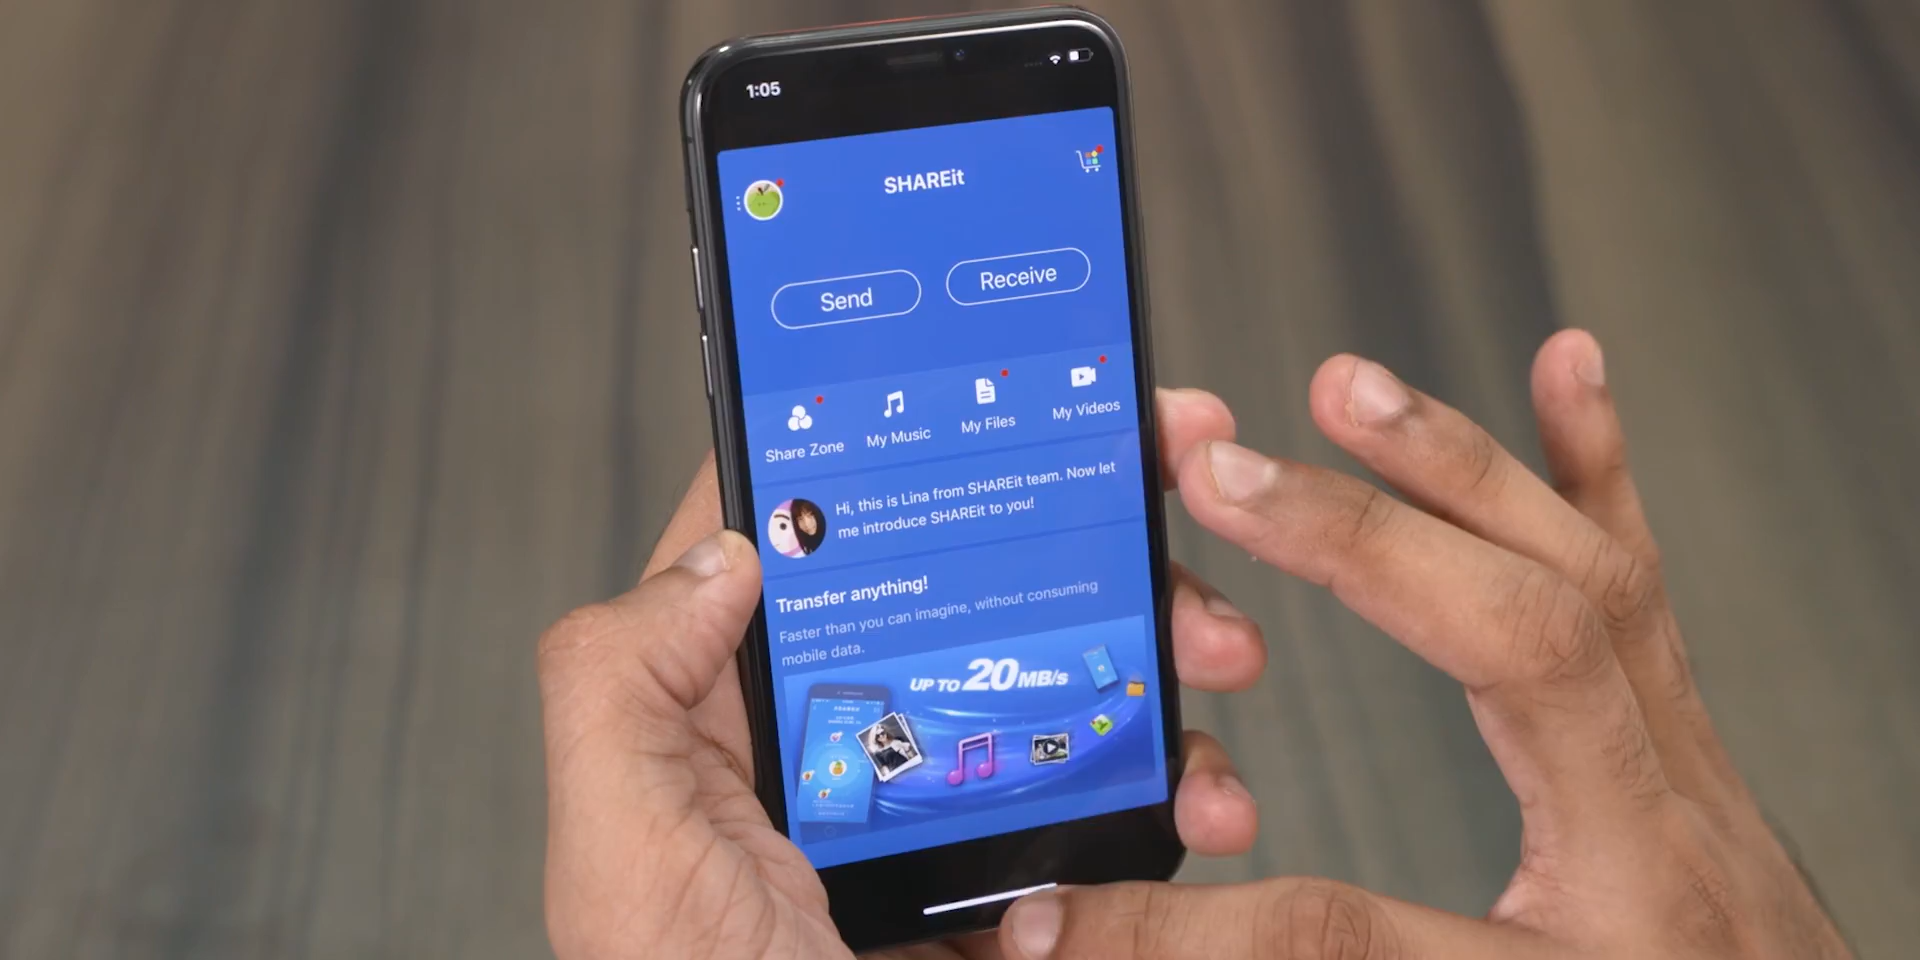 1:05
SHAREit
Send
Receive
Share Zone
My Music
My Files
My Videos
Hi, this is Lina from SHAREit team. Now let
me introduce SHAREit to you!
Transfer anything!
Faster than you can imagine, without consuming
mobile data.
UP TO 20 MB/s